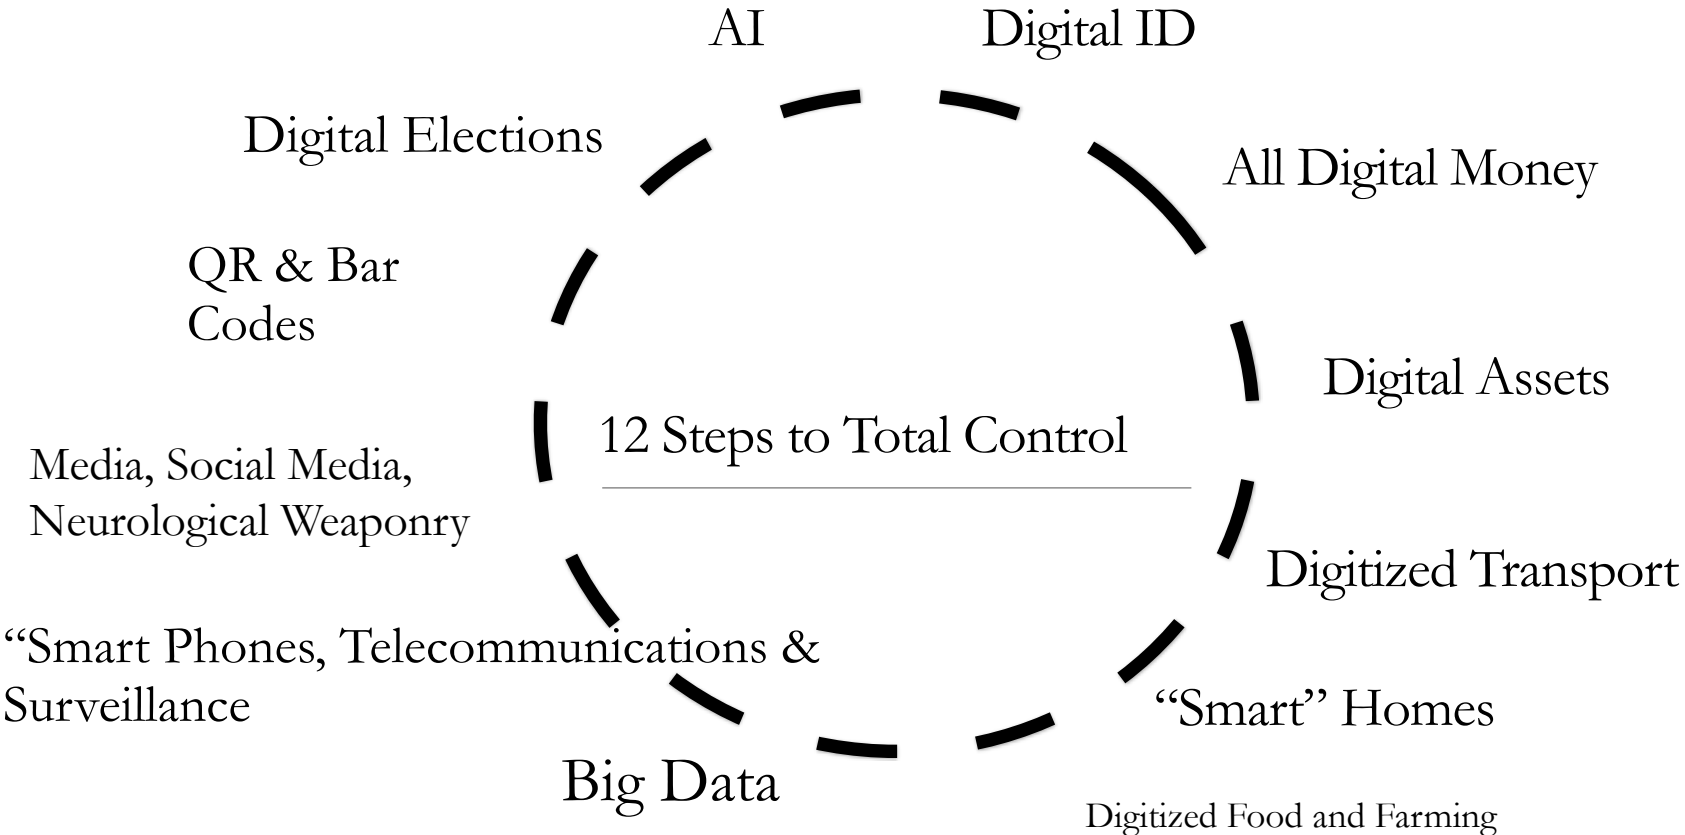 AI
Digital ID
All Digital Money
Digital Assets
Digitized Transport
“Smart” Homes
Digitized Food and Farming
Big Data
“Smart Phones, Telecommunications &
Surveillance
Media, Social Media,
Neurological Weaponry
QR & Bar
Codes
Digital Elections
12 Steps to Total Control